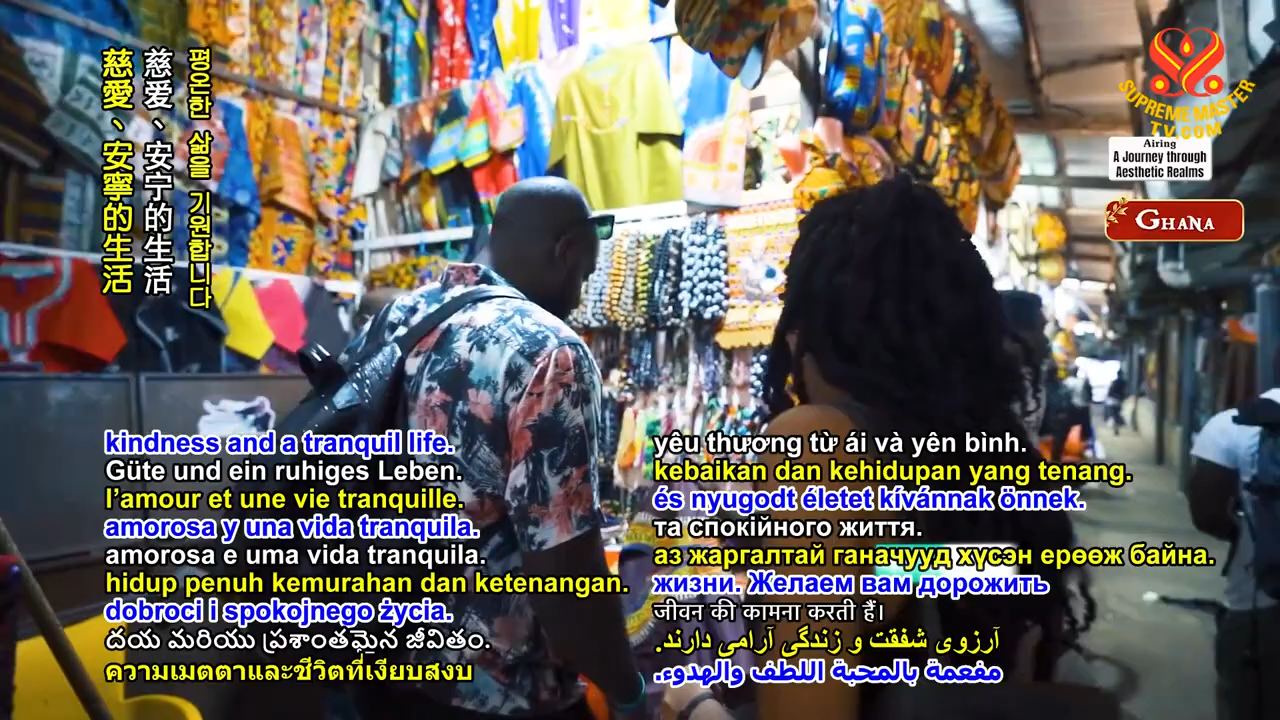 慈愛、安寧的生活
慈爱、安宁的生活
평온한 삶을 기원합니다
SUPREME MASTER
TV.COM
Airing
A Journey through
Aesthetic Realms
GHANA
kindness and a tranquil life.
Güte und ein ruhiges Leben.
l’amour et une vie tranquille.
amorosa y una vida tranquila.
amorosa e uma vida tranquila.
hidup penuh kemurahan dan ketenangan.
dobroci i spokojnego życia.
దయ మరియు ప్రశాంతమైన జీవితం.
ความเมตตาและชีวิตที่เงียบสงบ
yêu thương từ ái và yên bình.
kebaikan dan kehidupan yang tenang.
és nyugodt életet kívánnak önnek.
та спокійного життя.
аз жаргалтай ганачууд хүсэн ерөөж байна.
жизни. Желаем вам дорожить
जीवन की कामना करती हैं।
آرزوی شفقت و زندگی آرامی دارند.
مفعمة بالمحبة اللطف والهدوء.